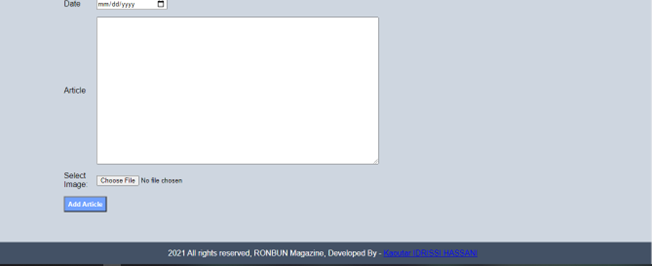 Date mm/dd/yyyy
Article
Select
Image: Choose File No file chosen
Add Article
2021 All rights reserved, RONBUN Magazine, Developed By - Kaoutar IDRISSI HASSANI